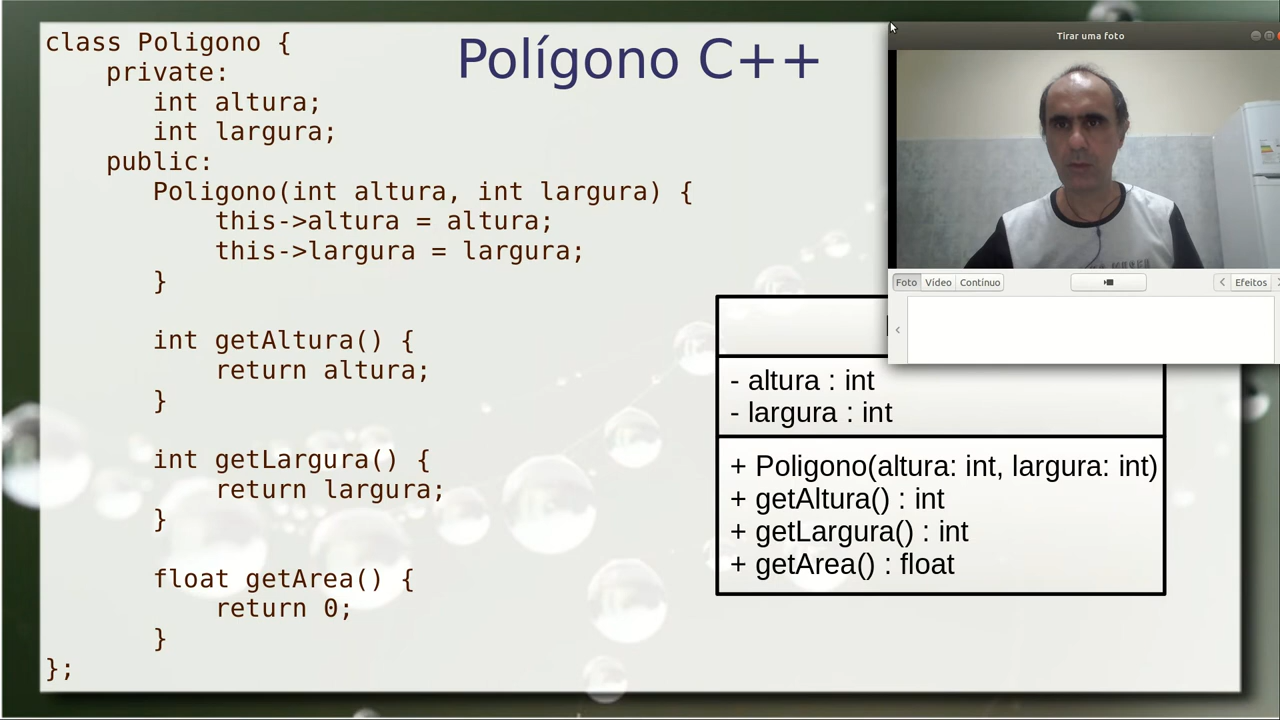 class Poligono {
private:
int altura;
int largura;
public:
Poligono(int altura, int largura) {
this->altura = altura;
this->largura = largura;
}
int getAltura() {
return altura;
}
int getLargura() {
return largura;
}
float getArea() {
return 0;
}
};
Polígono C++
Tirar uma foto
Foto
Vídeo
Contínuo
Efeitos
- altura : int
- largura : int
+ Poligono(altura: int, largura: int)
+ getAltura() : int
+ getLargura() : int
+ getArea() : float